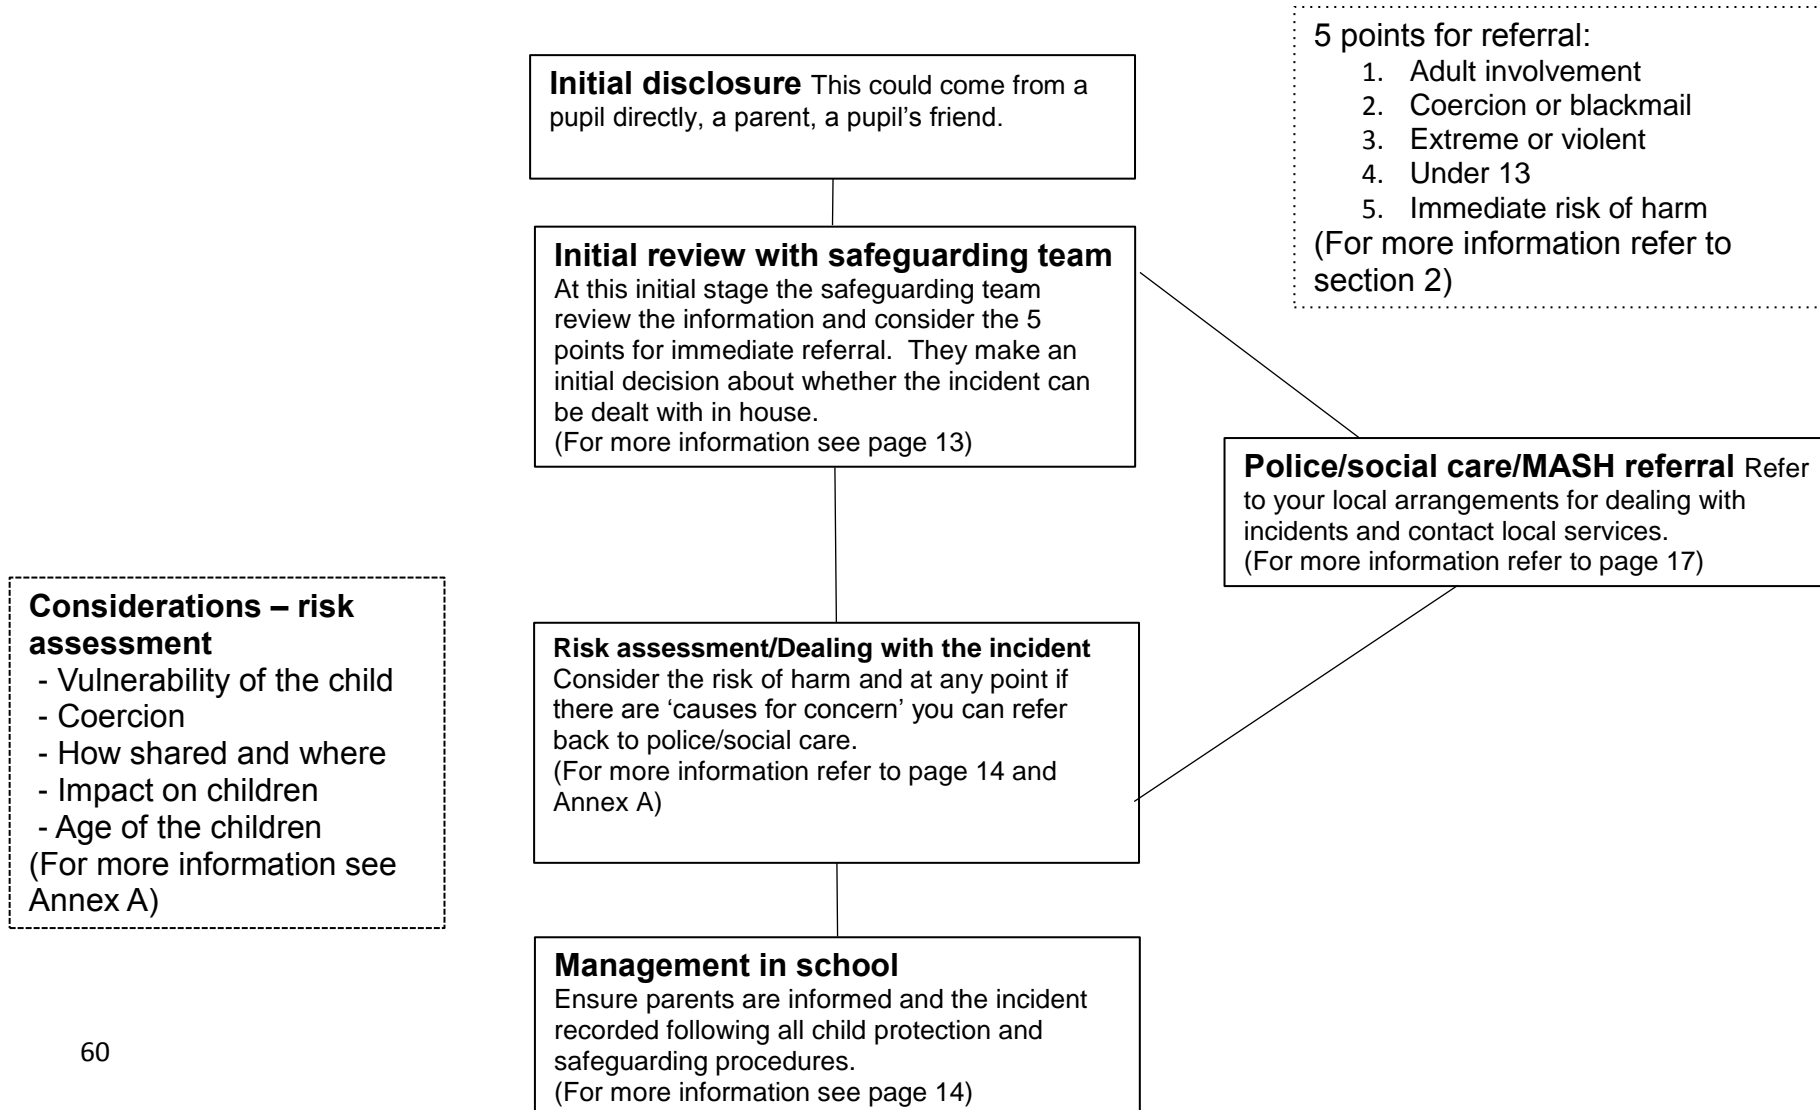 Initial disclosure This could come from a
pupil directly, a parent, a pupil’s friend.
5 points for referral:
1. Adult involvement
2. Coercion or blackmail
3. Extreme or violent
4. Under 13
5. Immediate risk of harm
(For more information refer to
section 2)
Initial review with safeguarding team
At this initial stage the safeguarding team
review the information and consider the 5
points for immediate referral. They make an
initial decision about whether the incident can
be dealt with in house.
(For more information see page 13)
Police/social care/MASH referral Refer
to your local arrangements for dealing with
incidents and contact local services.
(For more information refer to page 17)
Considerations – risk
assessment
- Vulnerability of the child
- Coercion
- How shared and where
- Impact on children
- Age of the children
(For more information see
Annex A)
Risk assessment/Dealing with the incident
Consider the risk of harm and at any point if
there are ‘causes for concern’ you can refer
back to police/social care.
(For more information refer to page 14 and
Annex A)
Management in school
Ensure parents are informed and the incident
recorded following all child protection and
safeguarding procedures.
(For more information see page 14)
60